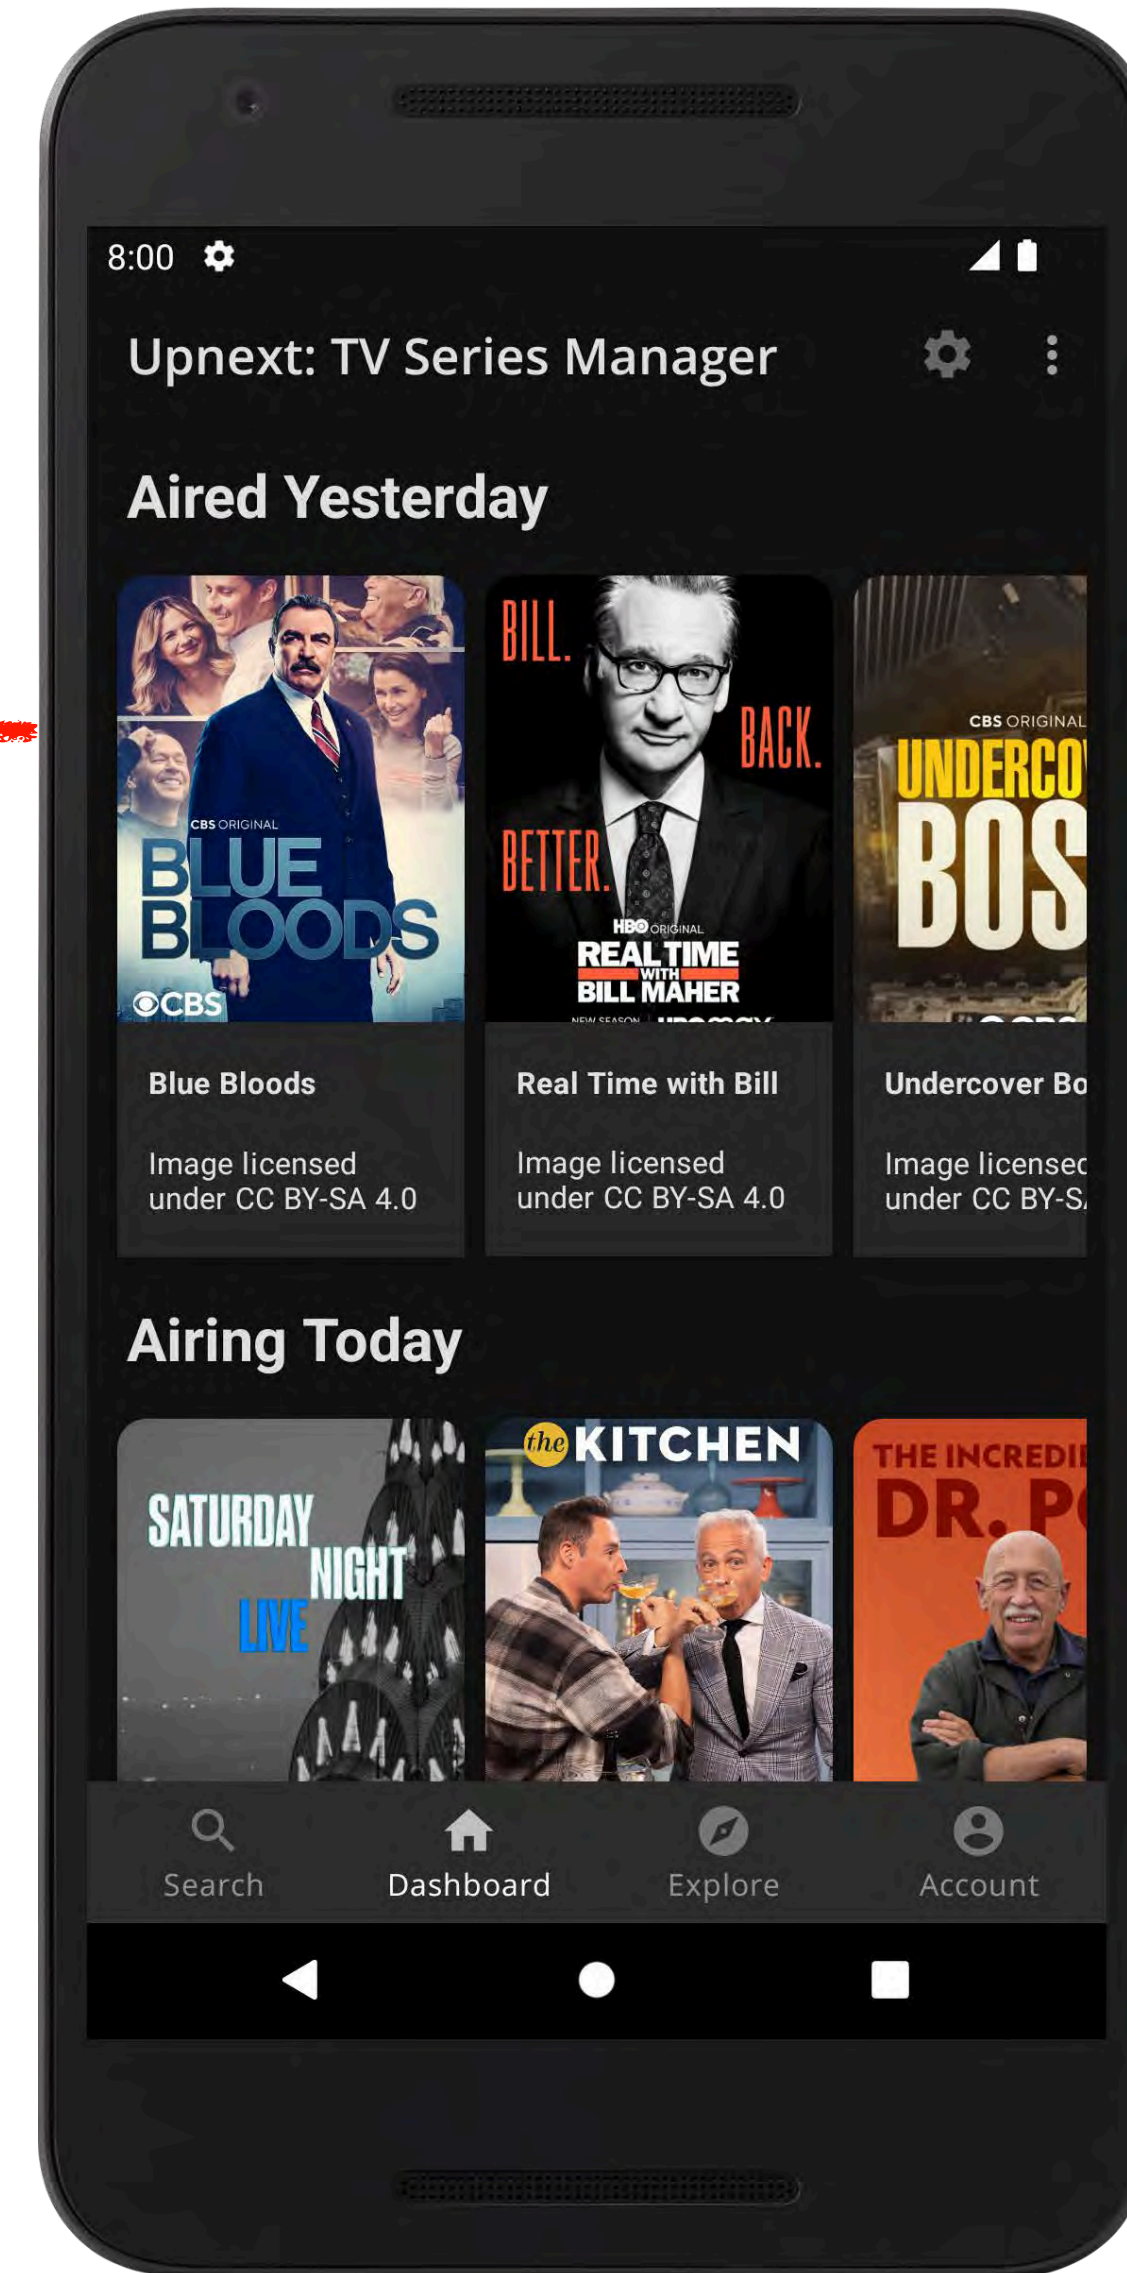 8:00
Upnext: TV Series Manager
Aired Yesterday
CBS ORIGINAL
BLUE
BLOODS
CBS
BILL.
BACK.
BETTER.
HBO ORIGINAL
REAL TIME
WITH
BILL MAHER
NEW SEASON
CBS ORIGINAL
UNDERCO
BOS
Blue Bloods
Real Time with Bill
Undercover Bo
Image licensed
under CC BY-SA 4.0
Image licensed
under CC BY-SA 4.0
Image licensed
under CC BY-S
Airing Today
SATURDAY
NIGHT
LIVE
the KITCHEN
THE INCREDI
DR. P
Search
Dashboard
Explore
Account